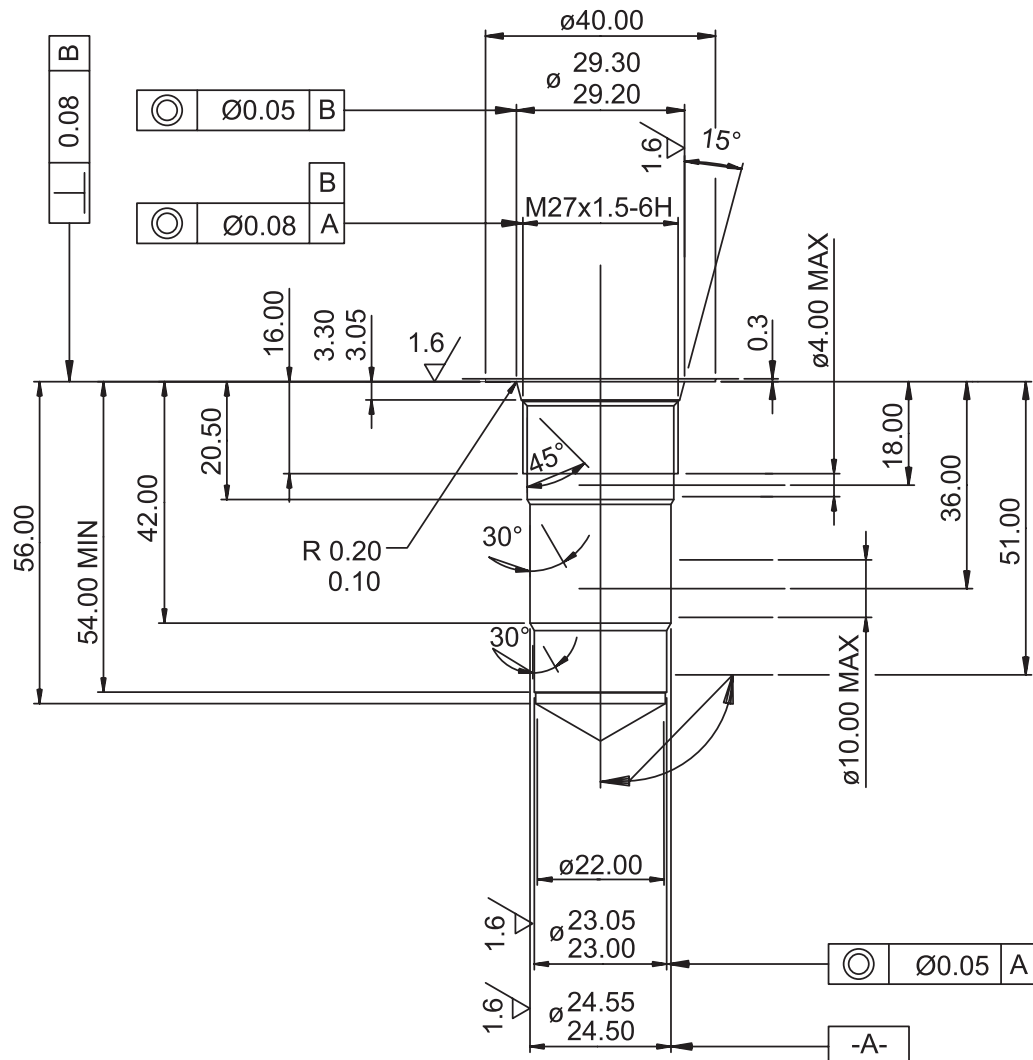 ø40.00
B
0.08
ø 29.30
29.20
Ø0.05 B
1.6
15°
B
Ø0.08 A
M27x1.5-6H
16.00
3.30
3.05
1.6
0.3
ø4.00 MAX
20.50
45°
18.00
42.00
36.00
56.00
54.00 MIN
R 0.20
0.10
30°
51.00
30°
ø10.00 MAX
ø22.00
1.6
ø 23.05
23.00
Ø0.05 A
1.6
ø 24.55
24.50
-A-